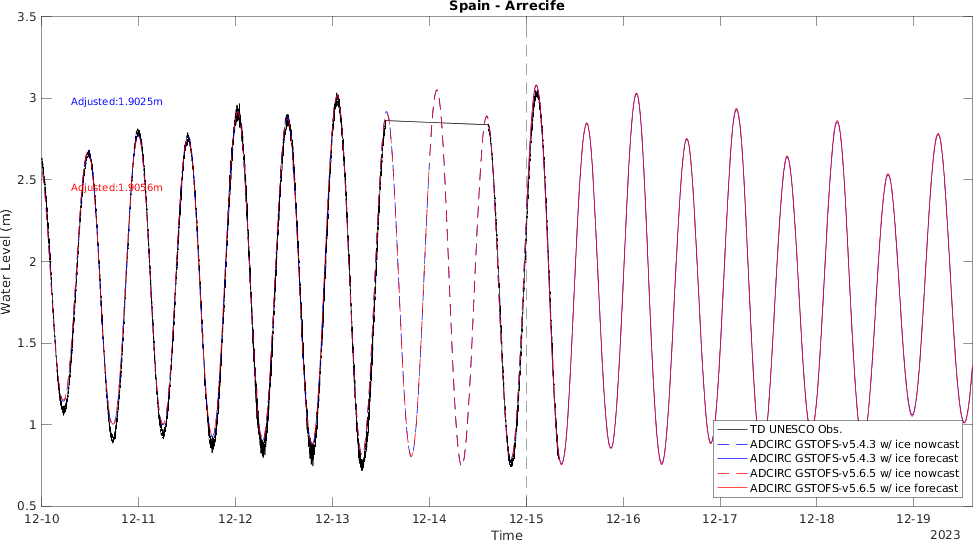 Spain - Arrecife
3.5
3
2.5
2
1.5
1
0.5
Water Level (m)
Adjusted:1.9025m
Adjusted:1.9056m
TD UNESCO Obs.
ADCIRC GSTOFS-v5.4.3 w/ ice nowcast
ADCIRC GSTOFS-v5.4.3 w/ ice forecast
ADCIRC GSTOFS-v5.6.5 w/ ice nowcast
ADCIRC GSTOFS-v5.6.5 w/ ice forecast
12-10 12-11 12-12 12-13 12-14 12-15 12-16 12-17 12-18 12-19
Time
2023